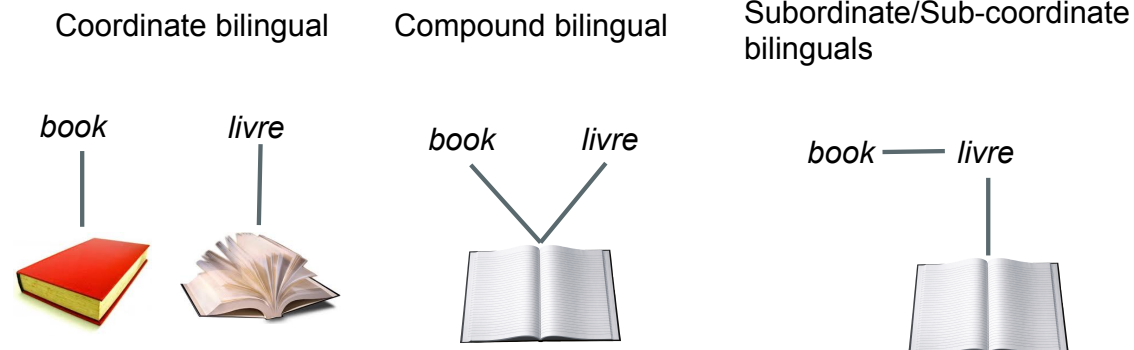 Coordinate bilingual
Compound bilingual
Subordinate/Sub-coordinate
bilinguals
book
livre
book
livre
book
livre